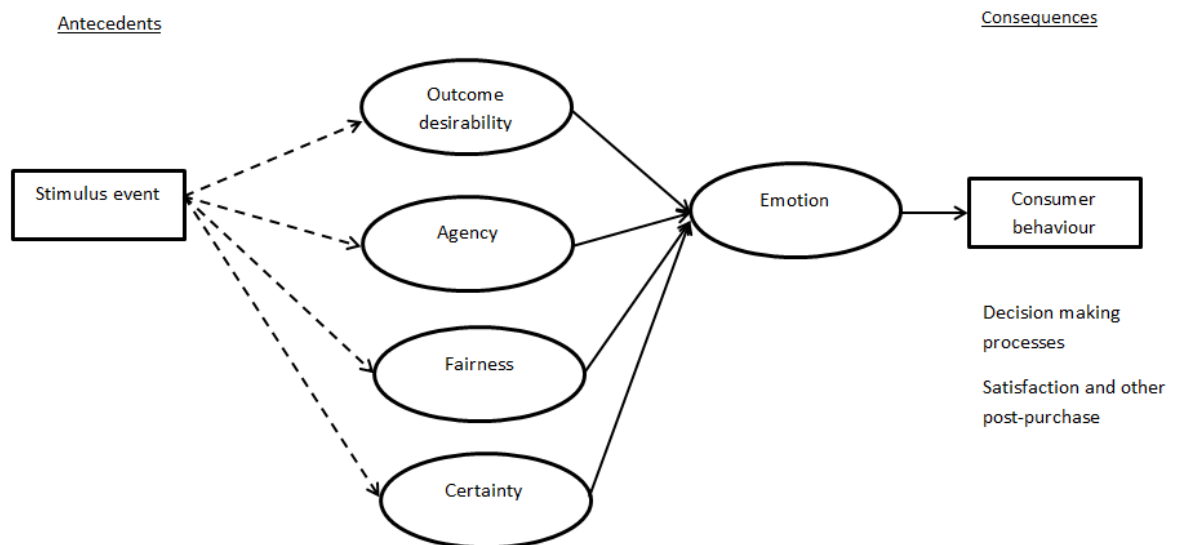 Antecedents
Consequences
Outcome
desirability
Stimulus event
Agency
Emotion
Consumer
behaviour
Fairness
Certainty
Decision making
processes
Satisfaction and other
post-purchase